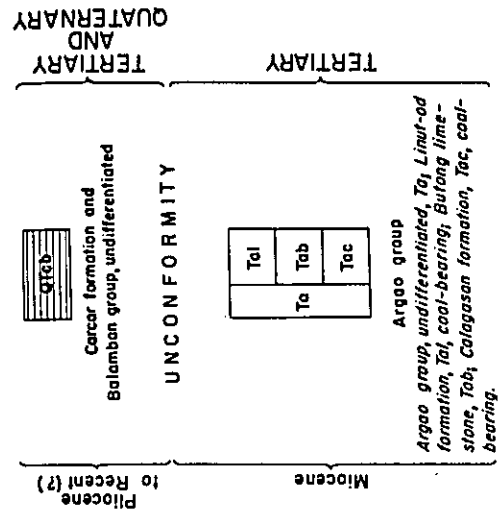 TERTIARY
AND
QUATERNARY
TERTIARY
QTcb
Carcar formation and
Balamban group, undifferentiated
UNCONFORMITY
Tal
Tab
Tac
Ta
Argao group
Argao group, undifferentiated, Ta; Linut-od
formation, Tal, coal-bearing; Butong lime-
stone, Tab; Calagasan formation, Tac, coal-
bearing.
Pliocene
to Recent(?)
Miocene